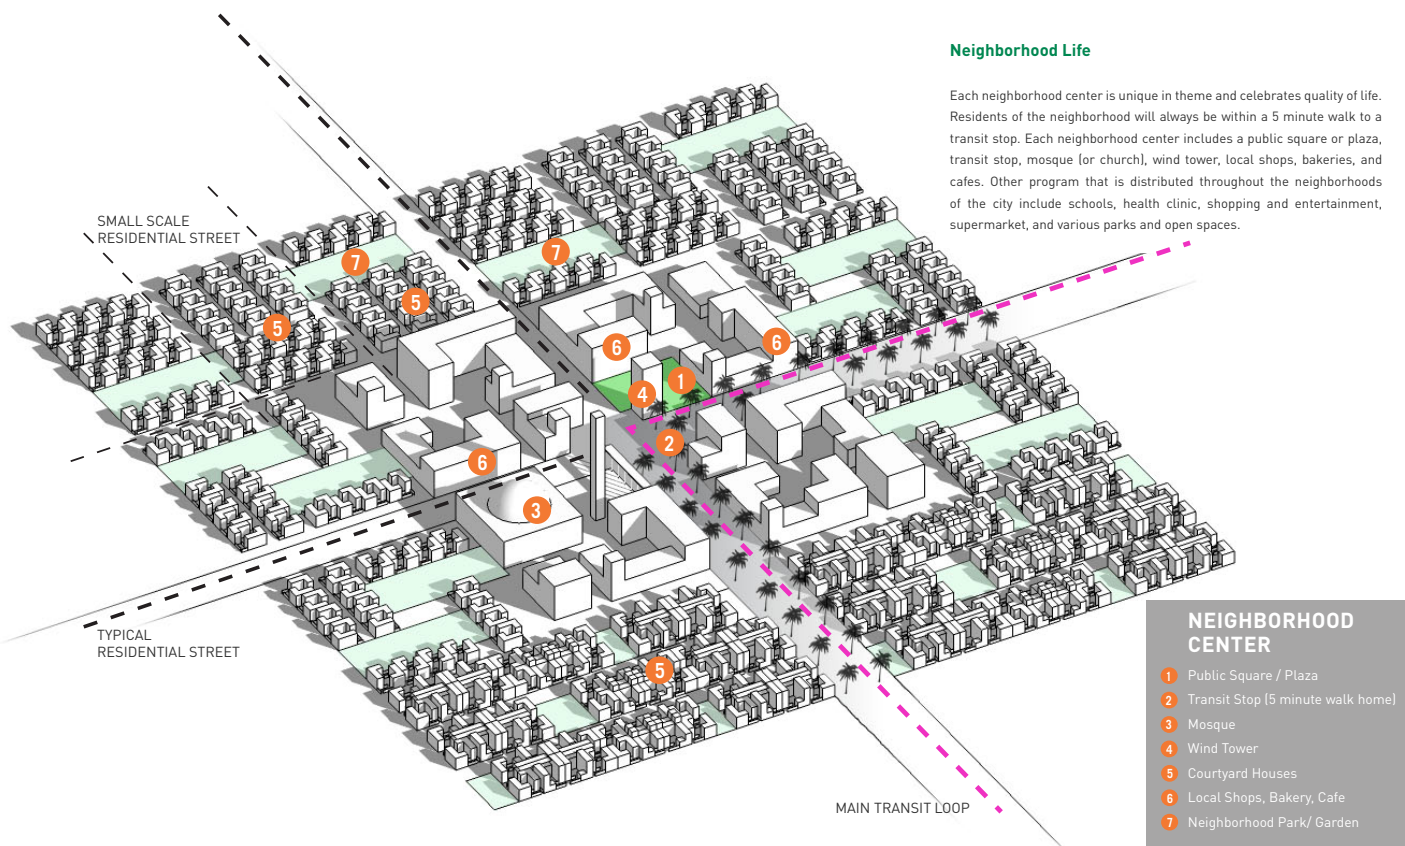 Neighborhood Life
Each neighborhood center is unique in theme and celebrates quality of life.
Residents of the neighborhood will always be within a 5 minute walk to a
transit stop. Each neighborhood center includes a public square or plaza,
transit stop, mosque (or church), wind tower, local shops, bakeries, and
cafes. Other program that is distributed throughout the neighborhoods
of the city include schools, health clinic, shopping and entertainment,
supermarket, and various parks and open spaces.
SMALL SCALE
RESIDENTIAL STREET
7
7
5
5
6
6
1
4
2
6
3
5
TYPICAL
RESIDENTIAL STREET
MAIN TRANSIT LOOP
NEIGHBORHOOD
CENTER
1 Public Square / Plaza
2 Transit Stop (5 minute walk home)
3 Mosque
4 Wind Tower
5 Courtyard Houses
6 Local Shops, Bakery, Cafe
7 Neighborhood Park/ Garden